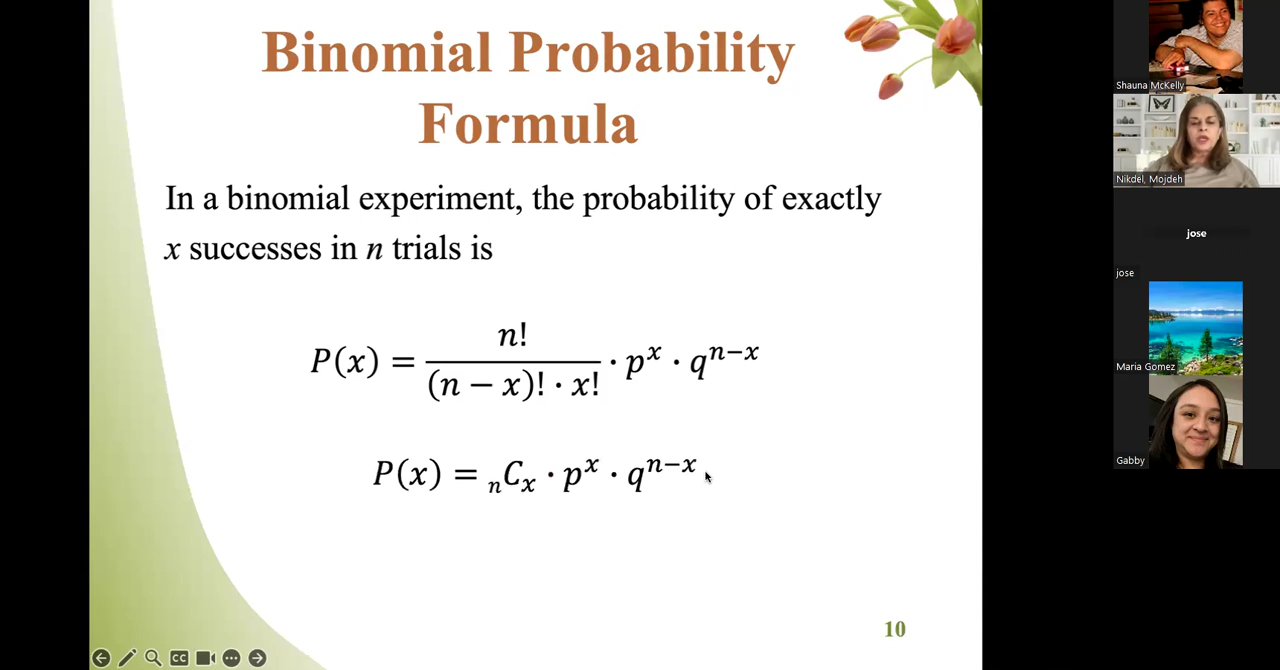 Binomial Probability
Formula
In a binomial experiment, the probability of exactly
x successes in n trials is
P(x) = n! / (n − x)! · x! · p^x · q^{n−x}
P(x) = nCx · p^x · q^{n−x}
10
CC
Shauna McKelly
Nikdel, Mojdeh
jose
jose
Maria Gomez
Gabby